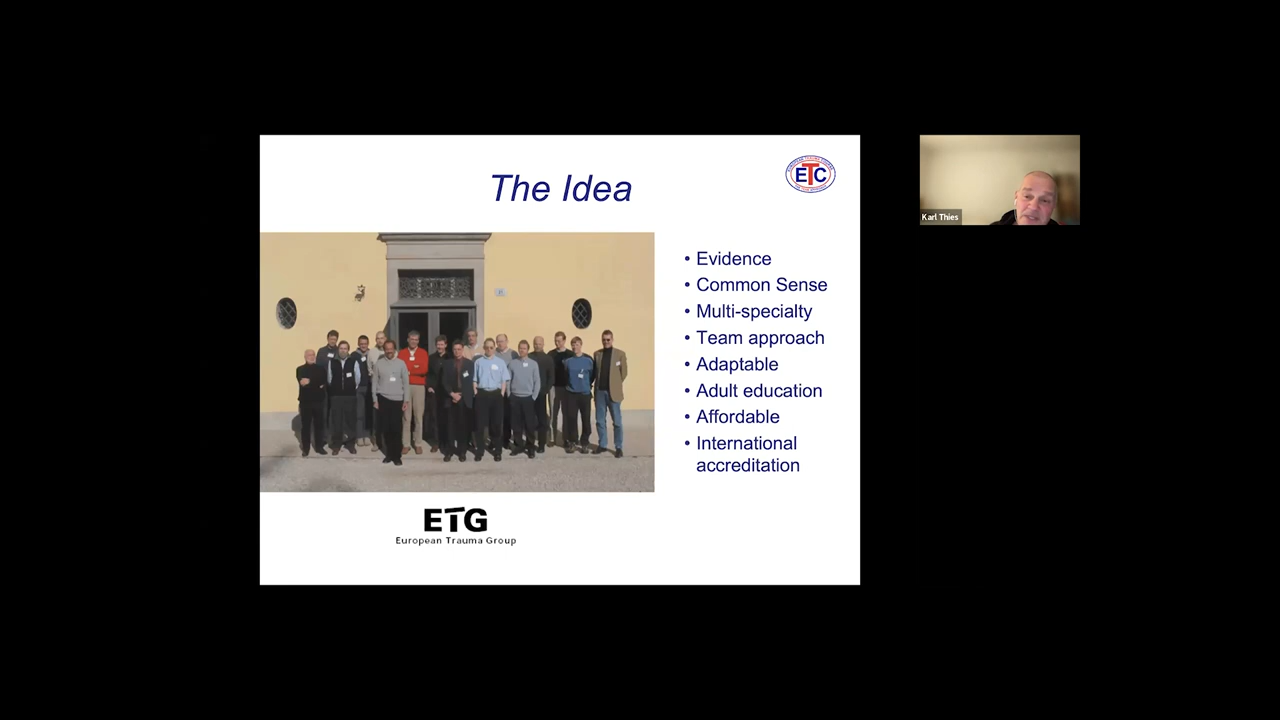 The Idea
ETC
• Evidence
• Common Sense
• Multi-specialty
• Team approach
• Adaptable
• Adult education
• Affordable
• International
accreditation
ETG
European Trauma Group
Karl Thies